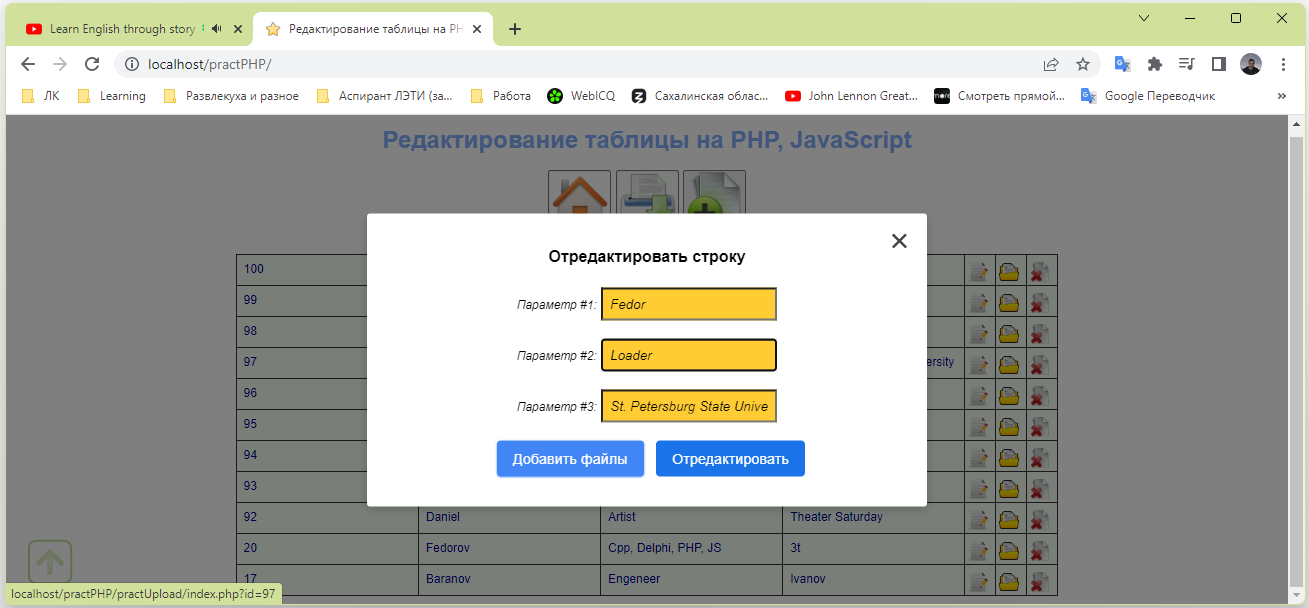 Learn English through story
Редактирование таблицы на PH
localhost/practPHP/
ЛК
Learning
Развлекуха и разное
Аспирант ЛЭТИ (за...
Работа
WebICQ
Сахалинская облас...
John Lennon Great...
Смотреть прямой...
Google Переводчик
»
Редактирование таблицы на PHP, JavaScript
Отредактировать строку
Параметр #1: Fedor
Параметр #2: Loader
Параметр #3: St. Petersburg State Unive
Добавить файлы Отредактировать
100
99
98
97 ersity
96
95
94
93
92 Daniel Artist Theater Saturday
20 Fedorov Cpp, Delphi, PHP, JS 3t
17 Baranov Engeneer Ivanov
localhost/practPHP/practUpload/index.php?id=97